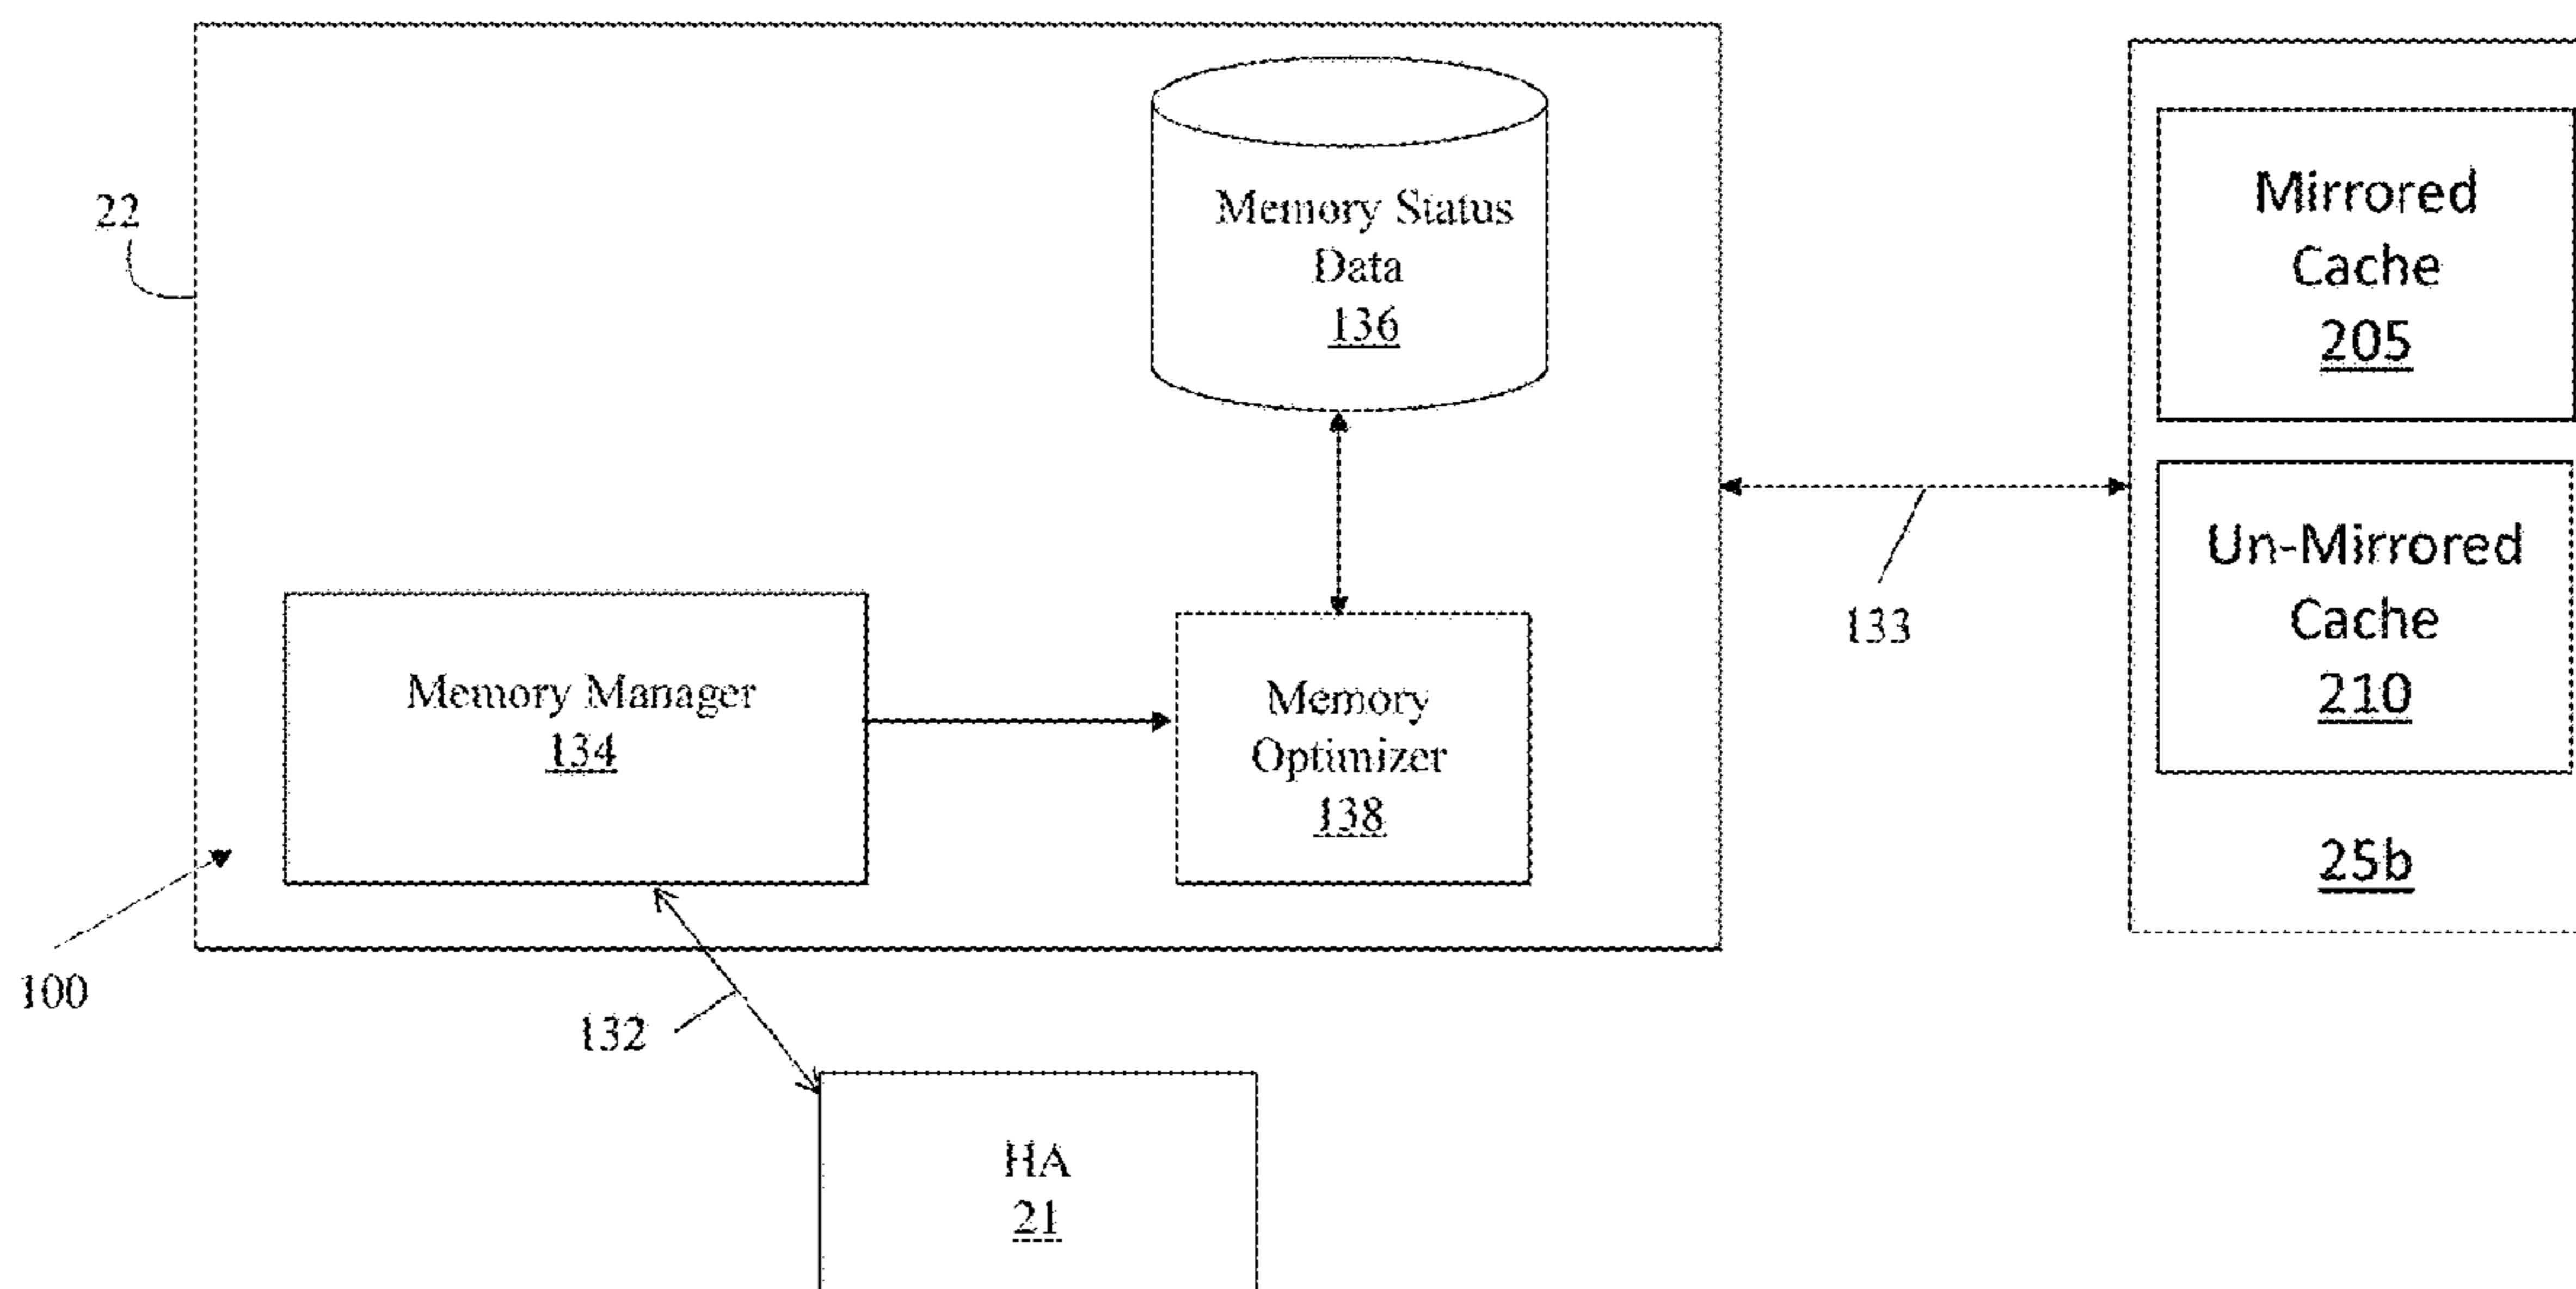 22
Memory Status
Data
136
Mirrored
Cache
205
Un-Mirrored
Cache
210
25b
133
Memory Manager
134
Memory
Optimizer
138
100
132
HA
21